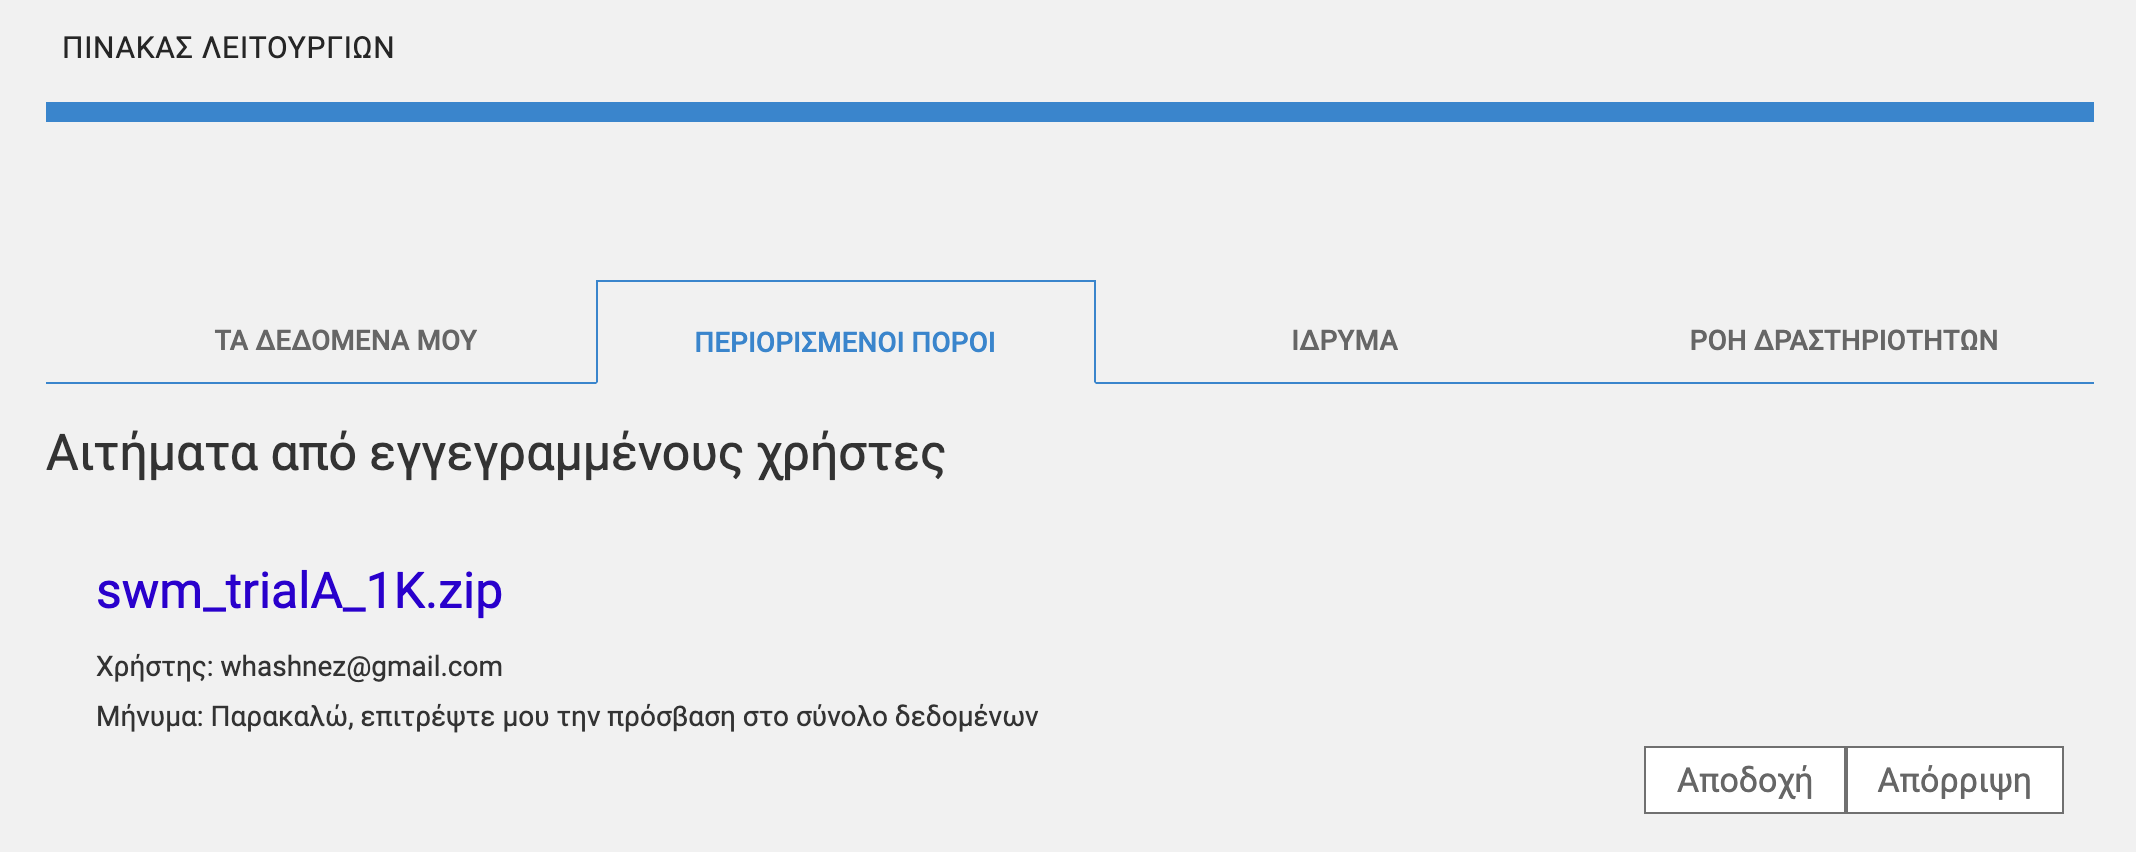 ΠΙΝΑΚΑΣ ΛΕΙΤΟΥΡΓΙΩΝ
ΤΑ ΔΕΔΟΜΕΝΑ ΜΟΥ
ΠΕΡΙΟΡΙΣΜΕΝΟΙ ΠΟΡΟΙ
ΙΔΡΥΜΑ
ΡΟΗ ΔΡΑΣΤΗΡΙΟΤΗΤΩΝ
Αιτήματα από εγγεγραμμένους χρήστες
swm_trialA_1K.zip
Χρήστης: whashnez@gmail.com
Μήνυμα: Παρακαλώ, επιτρέψτε μου την πρόσβαση στο σύνολο δεδομένων
Αποδοχή
Απόρριψη